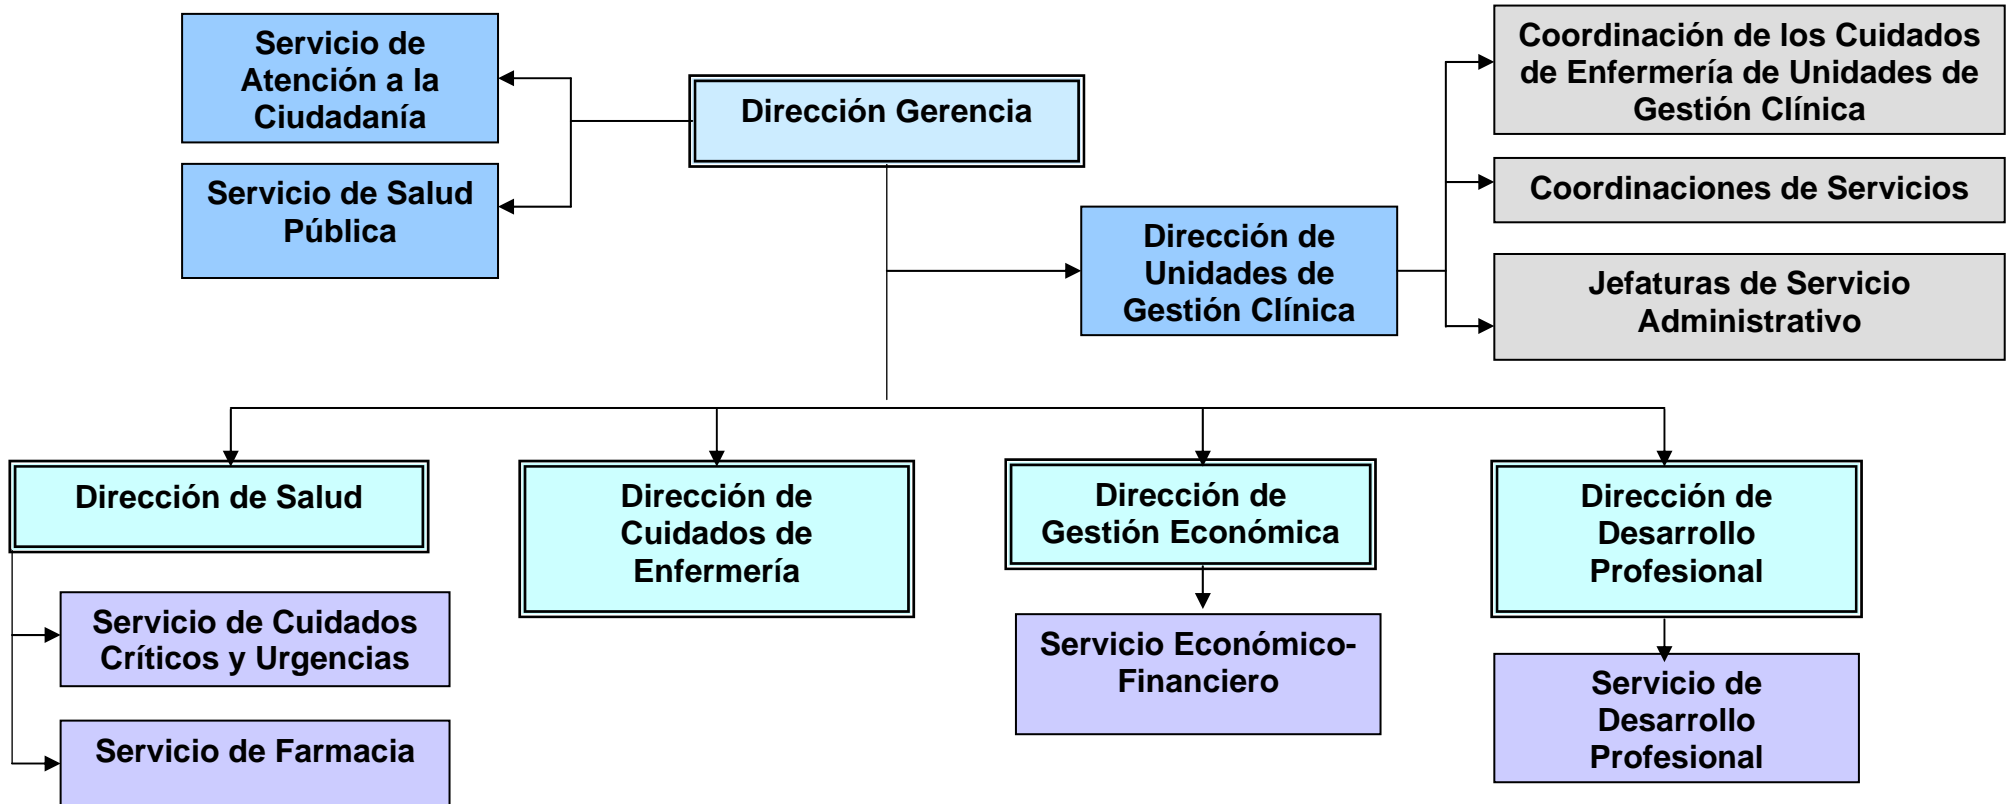 Servicio de
Atención a la
Ciudadanía
Servicio de Salud
Pública
Dirección Gerencia
Dirección de
Unidades de
Gestión Clínica
Coordinación de los Cuidados
de Enfermería de Unidades de
Gestión Clínica
Coordinaciones de Servicios
Jefaturas de Servicio
Administrativo
Dirección de Salud
Servicio de Cuidados
Críticos y Urgencias
Servicio de Farmacia
Dirección de
Cuidados de
Enfermería
Dirección de
Gestión Económica
Servicio Económico-
Financiero
Dirección de
Desarrollo
Profesional
Servicio de
Desarrollo
Profesional